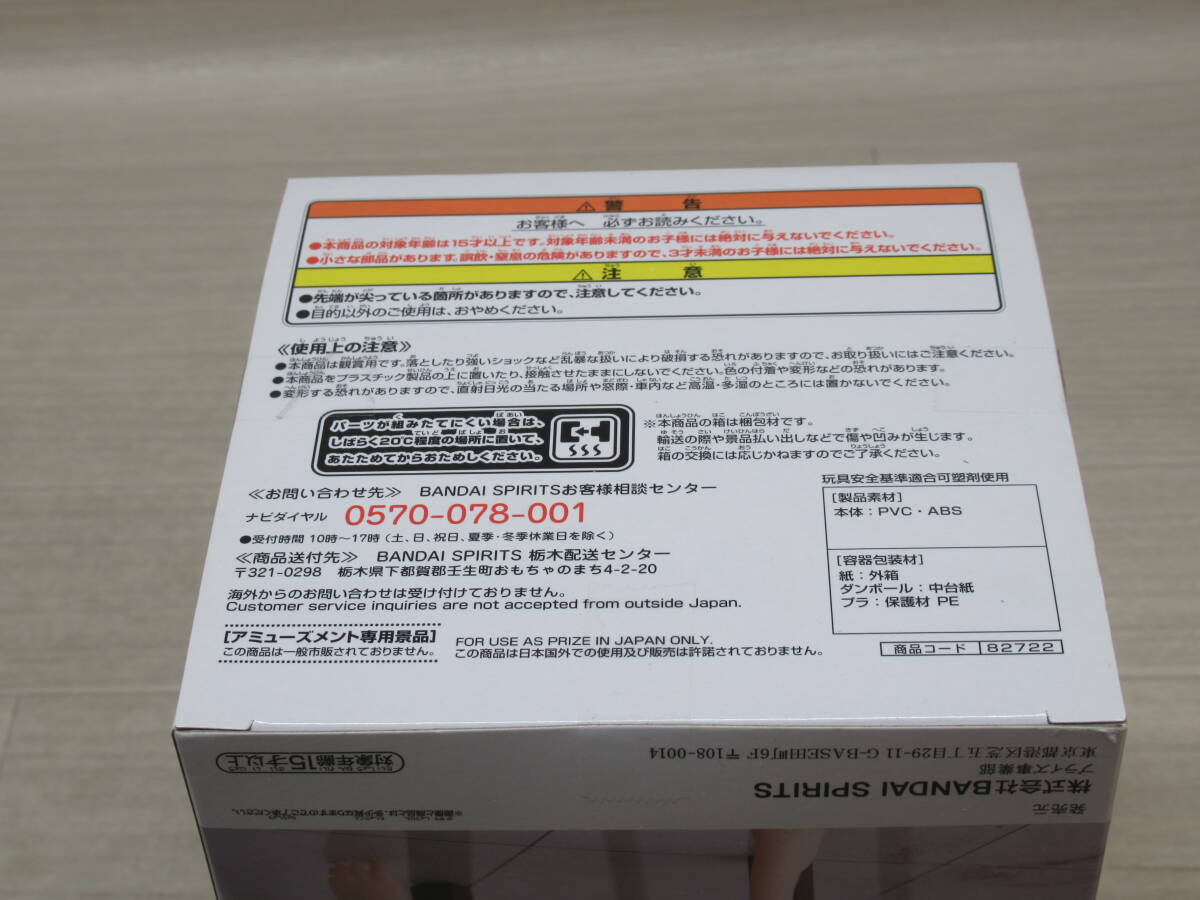 ⚠警告
お客様へ 必ずお読みください。
●本商品の対象年齢は15才以上です。対象年齢未満のお子様には絶対に与えないでください。
●小さな部品があります。誤飲・窒息の危険がありますので、3才未満のお子様には絶対に与えないでください。
⚠注意
●先端が尖っている箇所がありますので、注意してください。
●目的以外のご使用は、おやめください。
≪使用上の注意≫
●本商品は観賞用です。落としたり強いショックなど乱暴な扱いにより破損する恐れがありますので、お取り扱いにはご注意ください。
●本商品をプラスチック製品の上に置いたり、接触させたままにしないでください。色の付着や変形などの恐れがあります。
●変形する恐れがありますので、直射日光の当たる場所や窓際・車内など高温・多湿のところには置かないでください。
パーツが組みたてにくい場合は、
しばらく20℃程度の場所に置いて、
あたためてからおためしください。
※本商品の箱は梱包材です。
輸送の際や景品払い出しなどで傷や凹みが生じます。
箱の交換には応じかねますのでご了承ください。
≪お問い合わせ先≫ BANDAI SPIRITSお客様相談センター
ナビダイヤル 0570-078-001
●受付時間 10時～17時(土、日、祝日、夏季・冬季休業日を除く)
≪商品送付先≫ BANDAI SPIRITS 栃木配送センター
〒321-0298 栃木県下都賀郡壬生町おもちゃのまち4-2-20
海外からのお問い合わせは受け付けておりません。
Customer service inquiries are not accepted from outside Japan.
[アミューズメント専用景品]
この商品は一般市販されておりません。
FOR USE AS PRIZE IN JAPAN ONLY.
この商品は日本国外での使用及び販売は許諾されておりません。
玩具安全基準適合可塑剤使用
[製品素材]
本体：PVC・ABS
[容器包装材]
紙：外箱
ダンボール：中台紙
プラ：保護材 PE
商品コード 82722
対象年齢15才以上
発売元
株式会社BANDAI SPIRITS
プライズ事業部
東京都港区芝五丁目29-11 G-BASE田町6F 〒108-0014
※画像と商品とは、多少異なりますのでご了承ください。